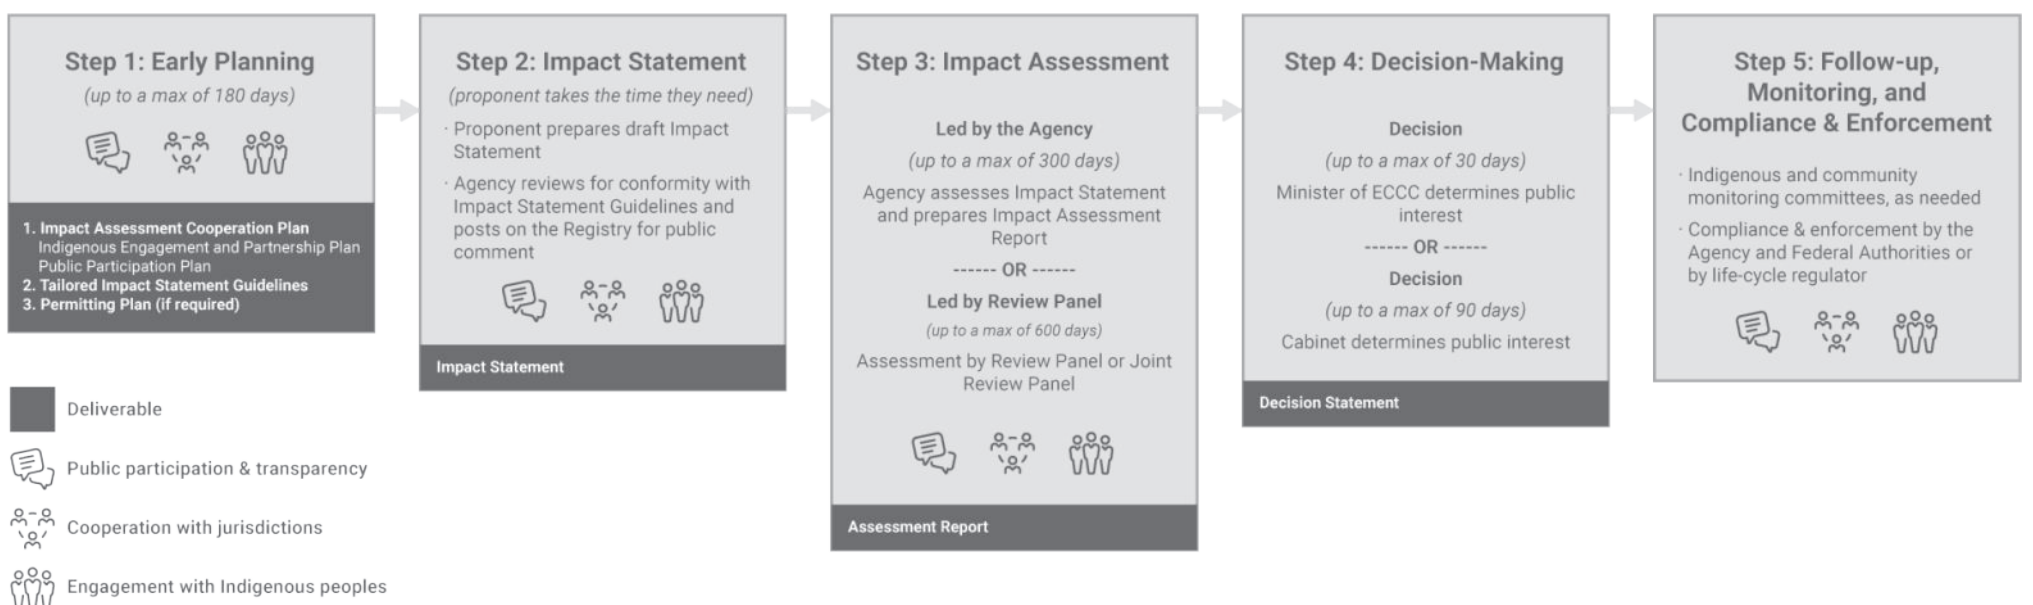 Step 1: Early Planning
(up to a max of 180 days)
1. Impact Assessment Cooperation Plan
Indigenous Engagement and Partnership Plan
Public Participation Plan
2. Tailored Impact Statement Guidelines
3. Permitting Plan (if required)
Step 2: Impact Statement
(proponent takes the time they need)
· Proponent prepares draft Impact
Statement
· Agency reviews for conformity with
Impact Statement Guidelines and
posts on the Registry for public
comment
Impact Statement
Step 3: Impact Assessment
Led by the Agency
(up to a max of 300 days)
Agency assesses Impact Statement
and prepares Impact Assessment
Report
------ OR ------
Led by Review Panel
(up to a max of 600 days)
Assessment by Review Panel or Joint
Review Panel
Assessment Report
Step 4: Decision-Making
Decision
(up to a max of 30 days)
Minister of ECCC determines public
interest
------ OR ------
Decision
(up to a max of 90 days)
Cabinet determines public interest
Decision Statement
Step 5: Follow-up,
Monitoring, and
Compliance & Enforcement
· Indigenous and community
monitoring committees, as needed
· Compliance & enforcement by the
Agency and Federal Authorities or
by life-cycle regulator
Deliverable
Public participation & transparency
Cooperation with jurisdictions
Engagement with Indigenous peoples